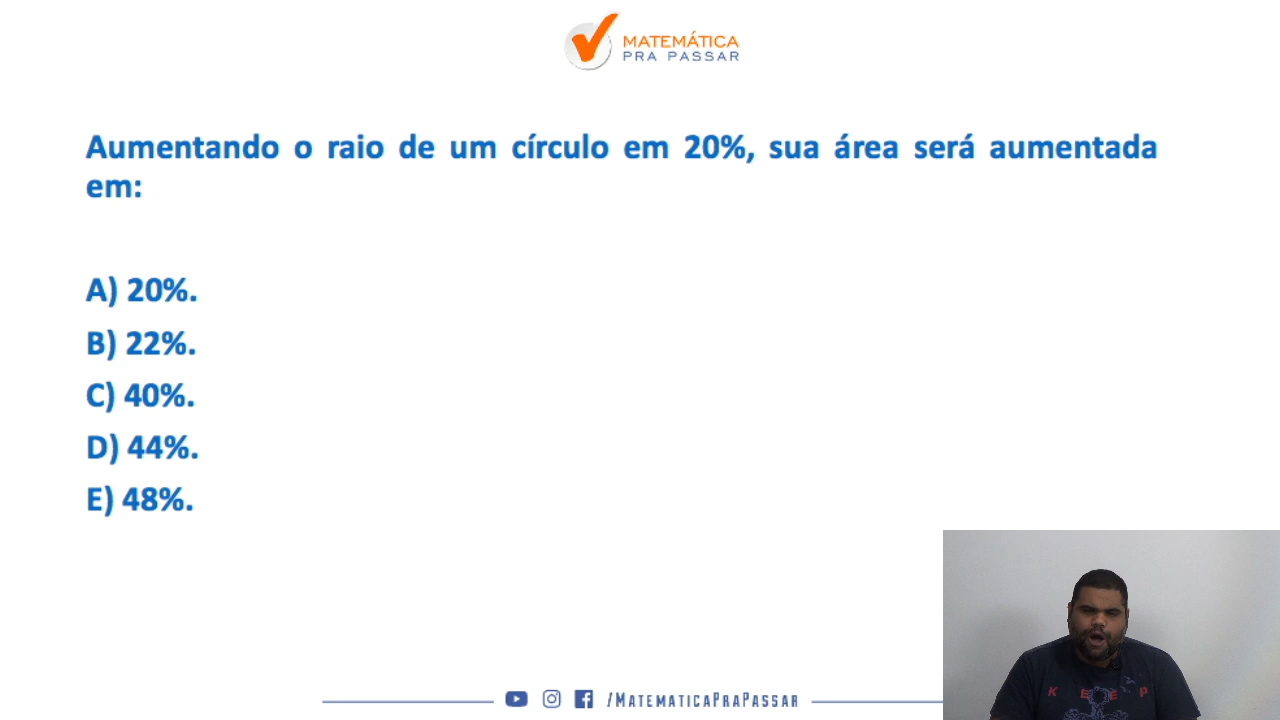 MATEMÁTICA
PRA PASSAR
Aumentando o raio de um círculo em 20%, sua área será aumentada
em:
A) 20%.
B) 22%.
C) 40%.
D) 44%.
E) 48%.
K E E P
/MATEMATICAPRAPASSAR